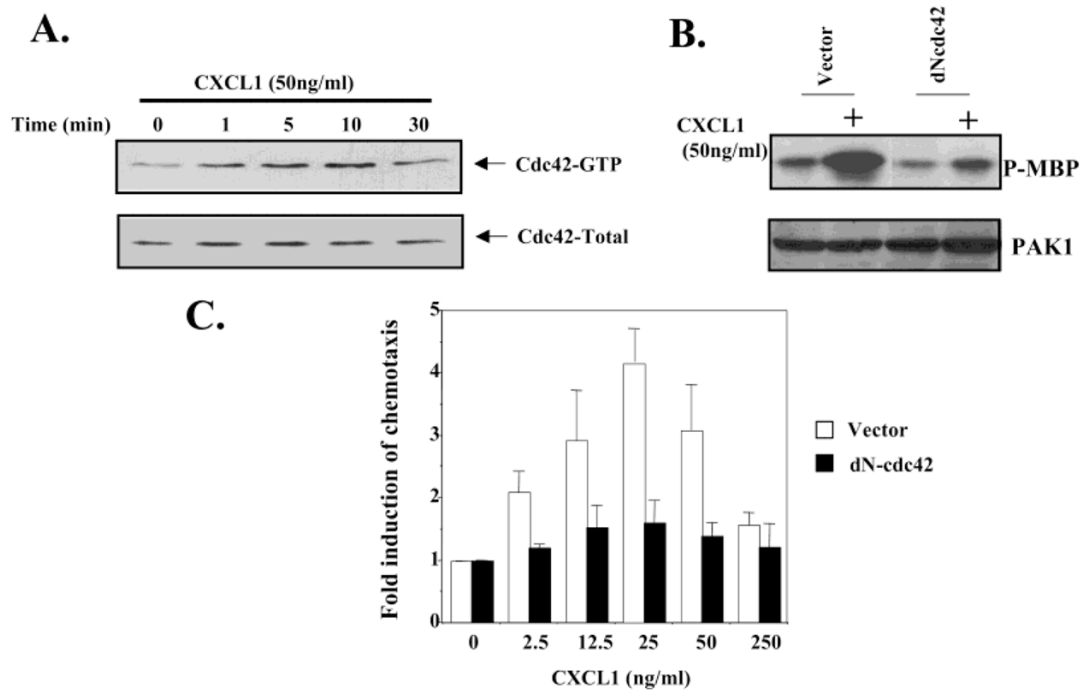 A.
CXCL1 (50ng/ml)
Time (min) 0 1 5 10 30
Cdc42-GTP
Cdc42-Total
B.
Vector
dNcdc42
CXCL1 + +
(50ng/ml)
P-MBP
PAK1
C.
Fold induction of chemotaxis
5
4
3
2
1
0
0 2.5 12.5 25 50 250
CXCL1 (ng/ml)
Vector
dN-cdc42